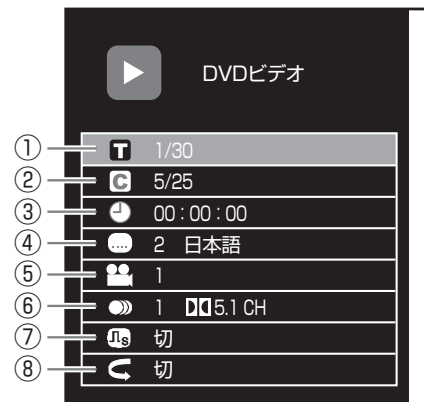 DVDビデオ
① T 1/30
② C 5/25
③ 00:00:00
④ .... 2 日本語
⑤ 1
⑥ 1 5.1 CH
⑦ s 切
⑧ 切